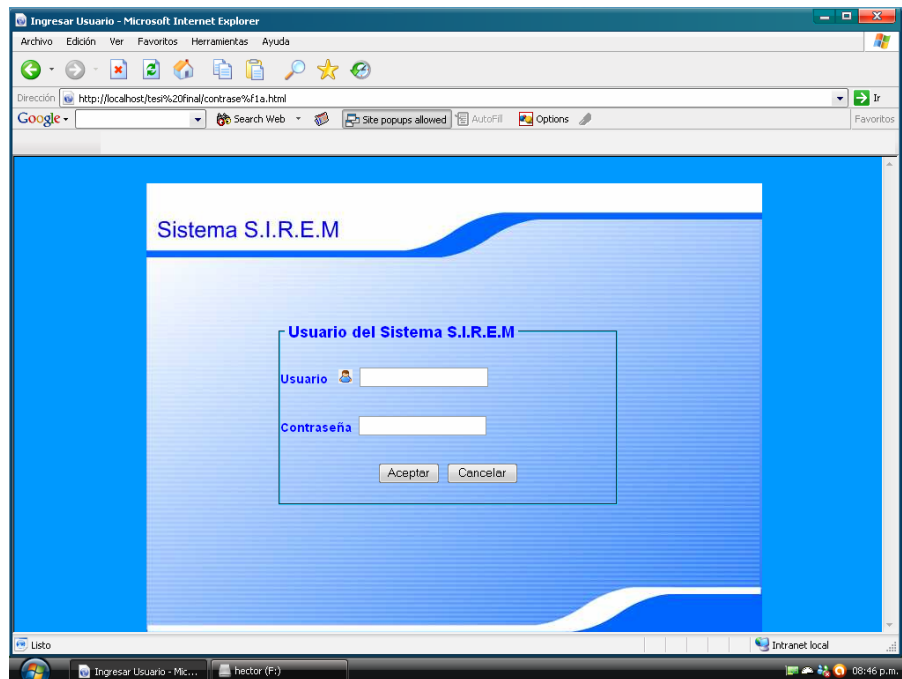 Ingresar Usuario - Microsoft Internet Explorer
Archivo Edición Ver Favoritos Herramientas Ayuda
Dirección http://localhost/tesi%20final/contrase%f1a.html Ir
Google Search Web Site popups allowed AutoFill Options Favoritos
Sistema S.I.R.E.M
Usuario del Sistema S.I.R.E.M
Usuario
Contraseña
Aceptar Cancelar
Listo Intranet local
Ingresar Usuario - Mic... hector (F:) 08:46 p.m.